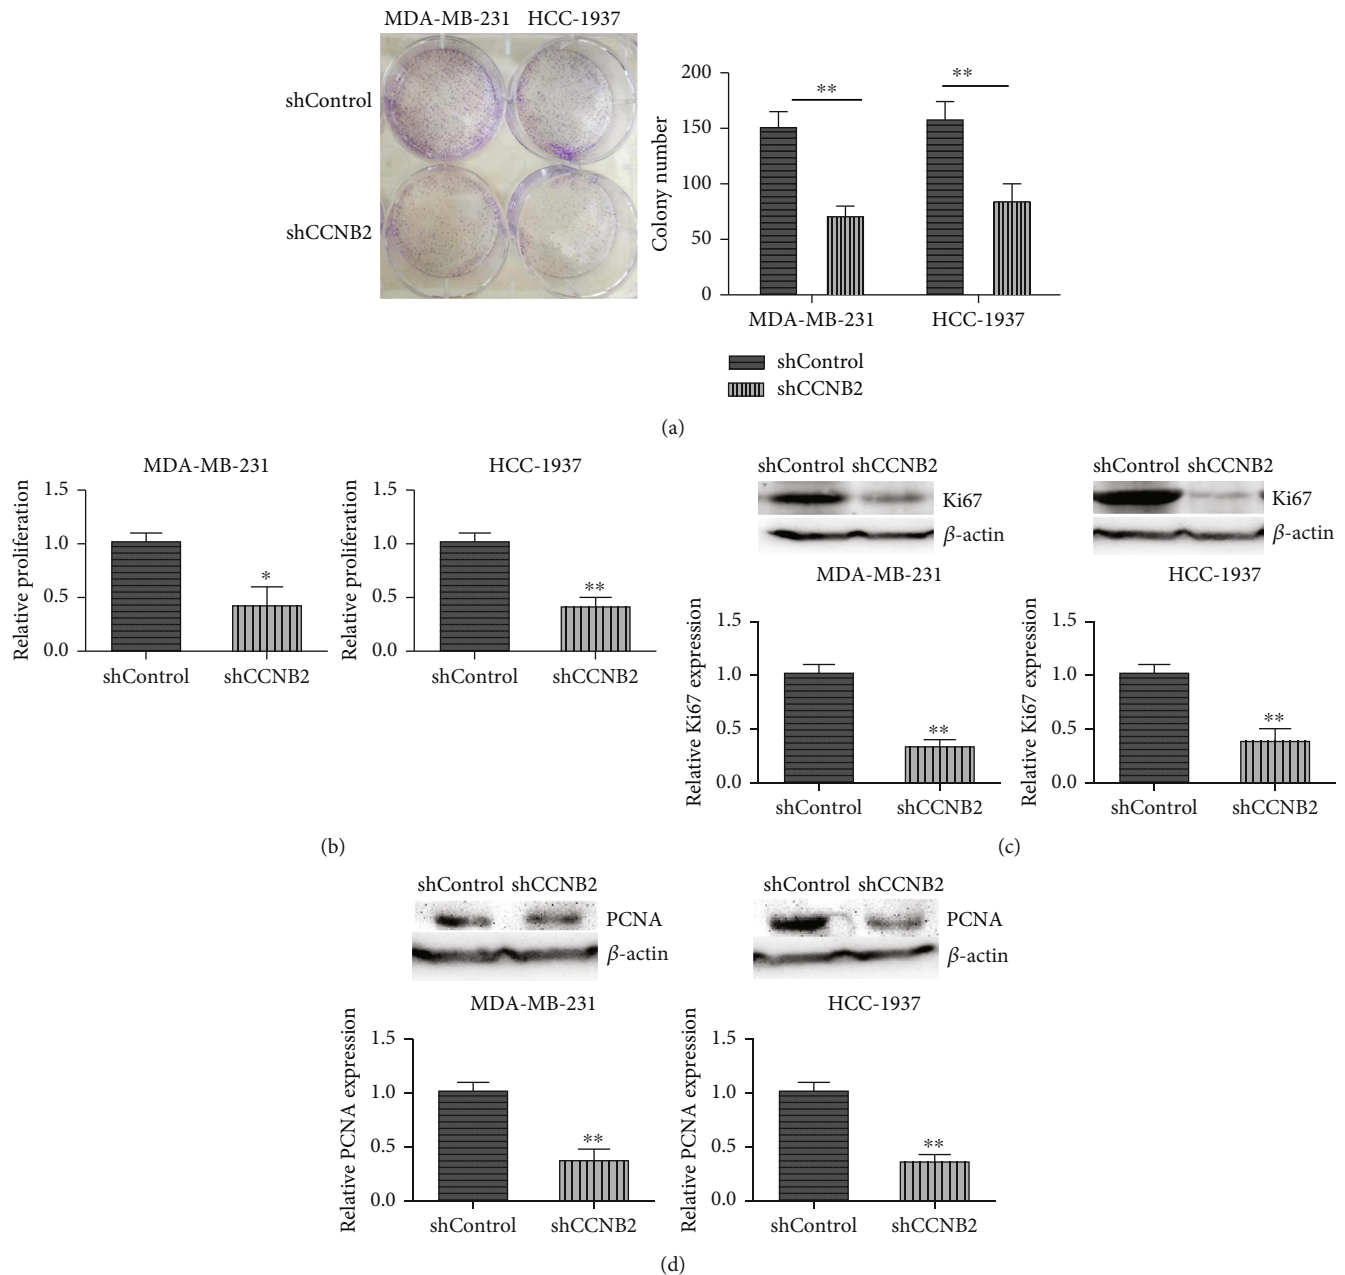 MDA-MB-231 HCC-1937
shControl
shCCNB2
Colony number
200
150
100
50
0
**
**
MDA-MB-231 HCC-1937
shControl
shCCNB2
(a)
MDA-MB-231
Relative proliferation
1.5
1.0
0.5
0.0
*
shControl shCCNB2
HCC-1937
Relative proliferation
1.5
1.0
0.5
0.0
**
shControl shCCNB2
(b)
shControl shCCNB2
Ki67
β-actin
MDA-MB-231
Relative Ki67 expression
1.5
1.0
0.5
0.0
**
shControl shCCNB2
shControl shCCNB2
Ki67
β-actin
HCC-1937
Relative Ki67 expression
1.5
1.0
0.5
0.0
**
shControl shCCNB2
(c)
shControl shCCNB2
PCNA
β-actin
MDA-MB-231
Relative PCNA expression
1.5
1.0
0.5
0.0
**
shControl shCCNB2
shControl shCCNB2
PCNA
β-actin
HCC-1937
Relative PCNA expression
1.5
1.0
0.5
0.0
**
shControl shCCNB2
(d)